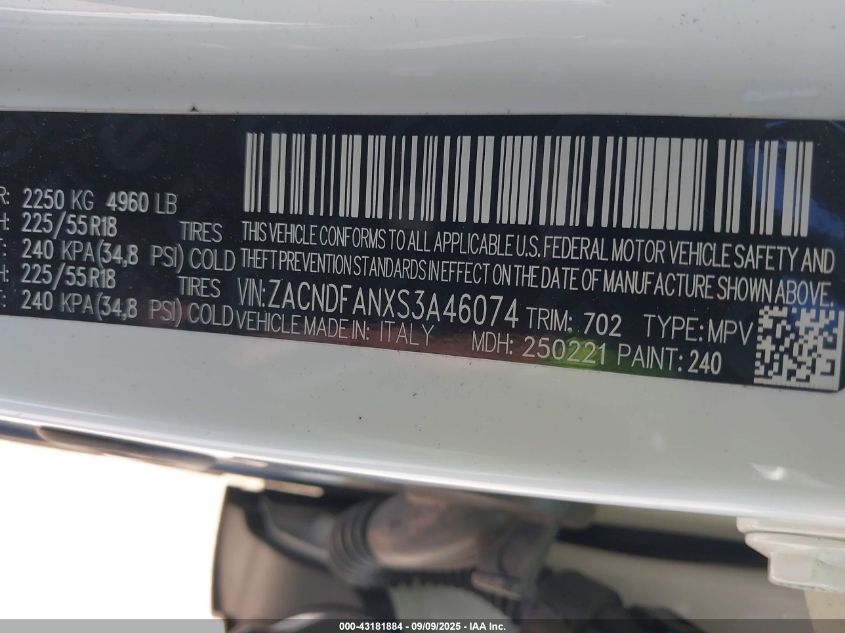 R: 2250 KG 4960 LB
H: 225/55R18 TIRES
T: 240 KPA(34,8 PSI) COLD
H: 225/55R18 TIRES
T: 240 KPA(34,8 PSI) COLD
THIS VEHICLE CONFORMS TO ALL APPLICABLE U.S. FEDERAL MOTOR VEHICLE SAFETY AND
THEFT PREVENTION STANDARDS IN EFFECT ON THE DATE OF MANUFACTURE SHOWN ABOVE.
VIN: ZACNDFANXS3A46074 TRIM: 702 TYPE: MPV
VEHICLE MADE IN: ITALY MDH: 250221 PAINT: 240
000-43181884 - 09/09/2025 - IAA Inc.